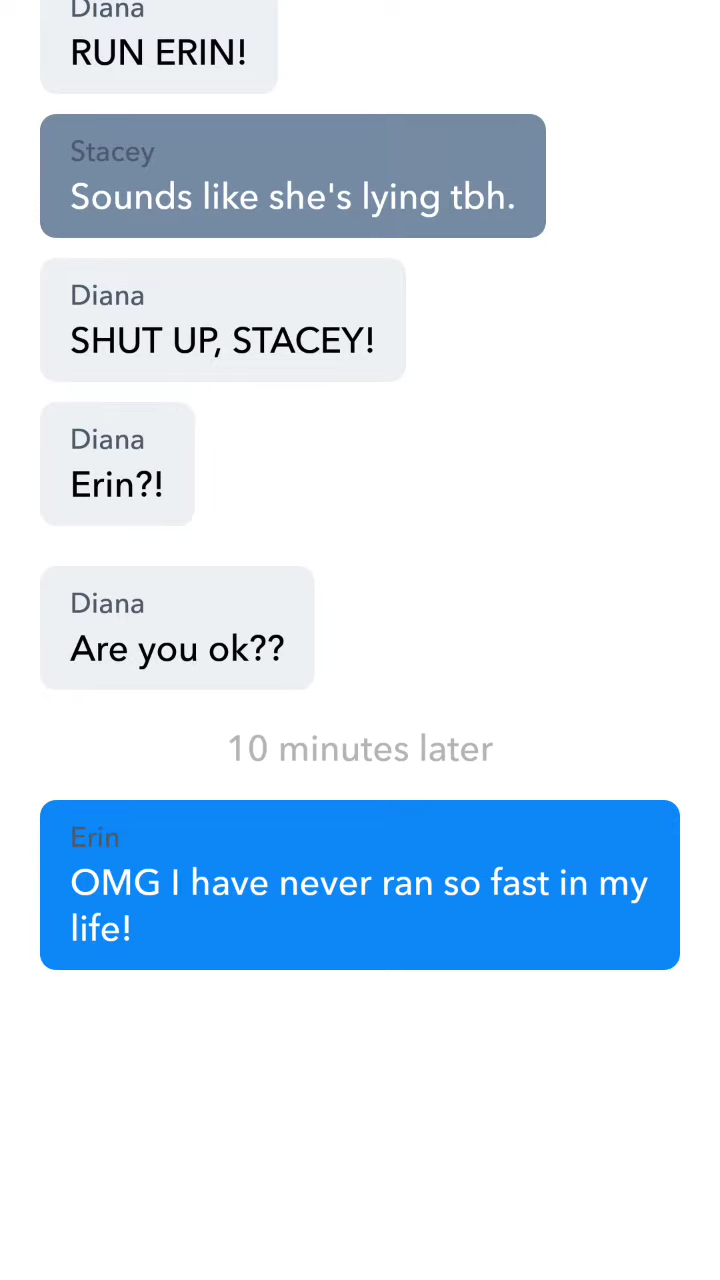 Diana
RUN ERIN!
Stacey
Sounds like she's lying tbh.
Diana
SHUT UP, STACEY!
Diana
Erin?!
Diana
Are you ok??
10 minutes later
Erin
OMG I have never ran so fast in my
life!